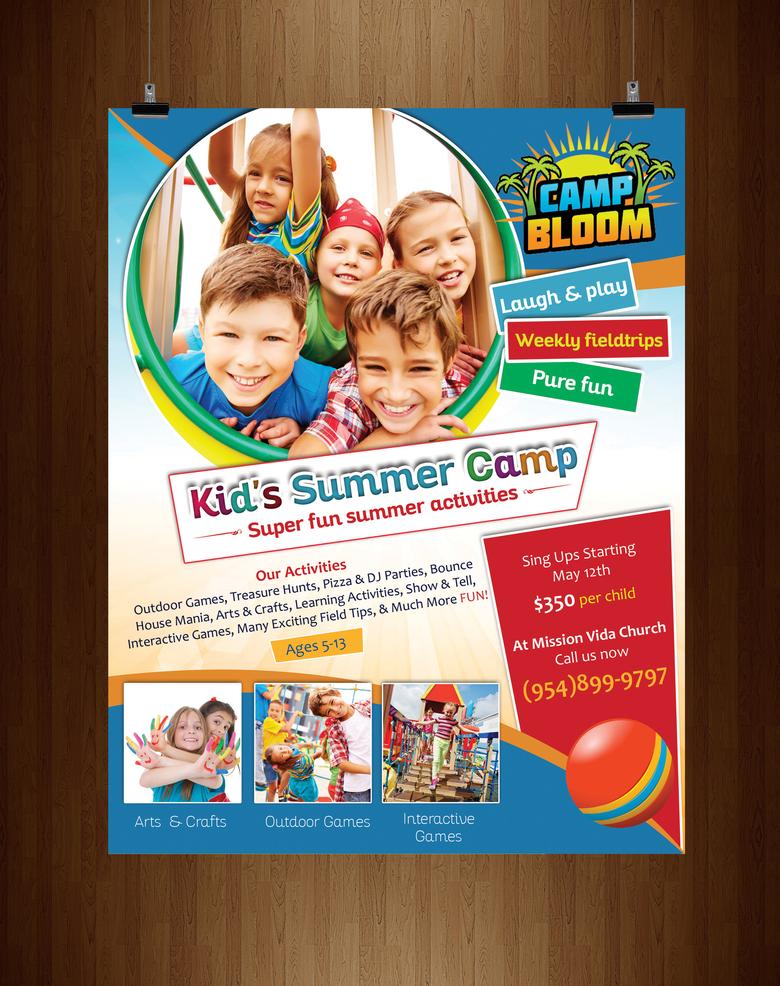 CAMP
BLOOM
Laugh & play
Weekly fieldtrips
Pure fun
Kid's Summer Camp
Super fun summer activities
Our Activities
Outdoor Games, Treasure Hunts, Pizza & DJ Parties, Bounce
House Mania, Arts & Crafts, Learning Activities, Show & Tell,
Interactive Games, Many Exciting Field Tips, & Much More FUN!
Ages 5-13
Sing Ups Starting
May 12th
$350 per child
At Mission Vida Church
Call us now
(954)899-9797
Arts & Crafts
Outdoor Games
Interactive
Games